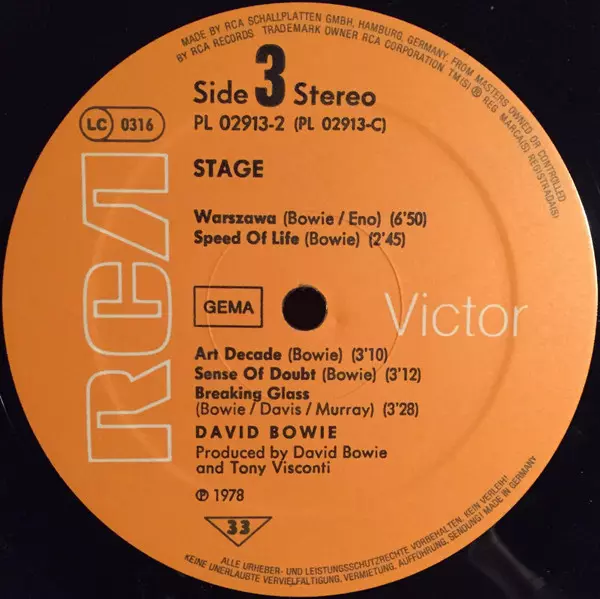 MADE BY RCA SCHALLPLATTEN GMBH, HAMBURG, GERMANY, FROM MASTERS OWNED OR CONTROLLED
BY RCA RECORDS TRADEMARK OWNER RCA CORPORATION TM(S) ® REG MARCA(S) REGISTRADA(S)
Side 3 Stereo
PL 02913-2 (PL 02913-C)
LC 0316
STAGE
RCA
Warszawa (Bowie / Eno) (6'50)
Speed Of Life (Bowie) (2'45)
GEMA
Victor
Art Decade (Bowie) (3'10)
Sense Of Doubt (Bowie) (3'12)
Breaking Glass
(Bowie / Davis / Murray) (3'28)
DAVID BOWIE
Produced by David Bowie
and Tony Visconti
℗ 1978
33
ALLE URHEBER- UND LEISTUNGSSCHUTZRECHTE VORBEHALTEN. KEIN VERLEIH!
KEINE UNERLAUBTE VERVIELFÄLTIGUNG, VERMIETUNG, AUFFÜHRUNG, SENDUNG! MADE IN GERMANY